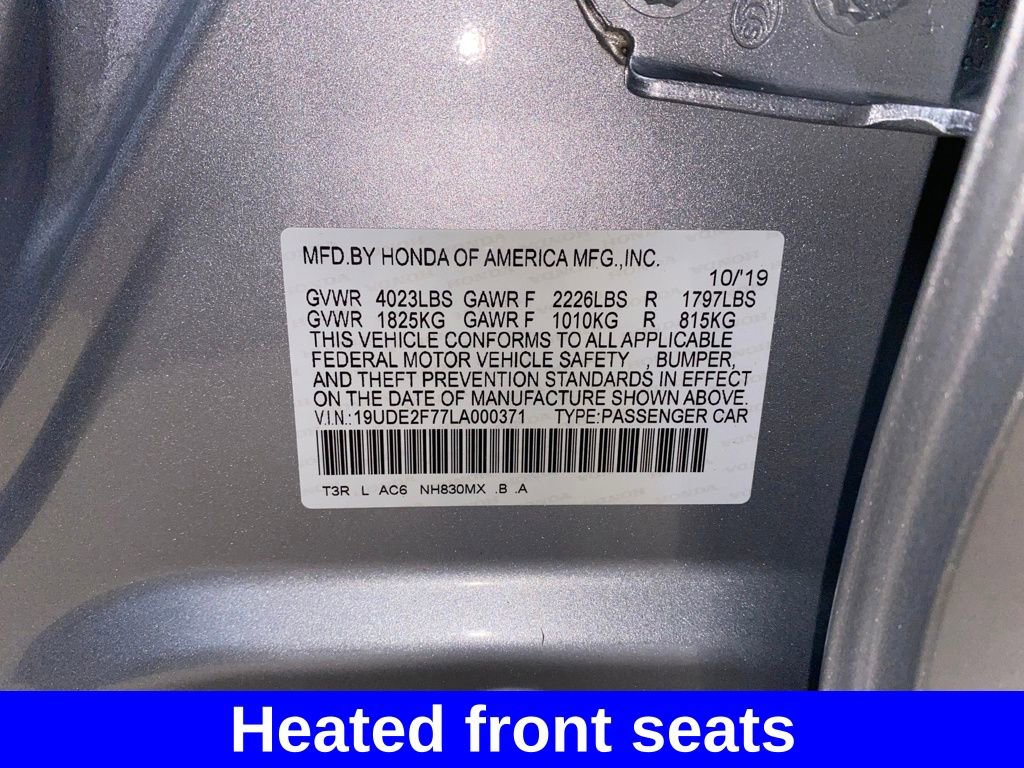 MFD.BY HONDA OF AMERICA MFG.,INC.
10/'19
GVWR 4023LBS GAWR F 2226LBS R 1797LBS
GVWR 1825KG GAWR F 1010KG R 815KG
THIS VEHICLE CONFORMS TO ALL APPLICABLE
FEDERAL MOTOR VEHICLE SAFETY , BUMPER,
AND THEFT PREVENTION STANDARDS IN EFFECT
ON THE DATE OF MANUFACTURE SHOWN ABOVE.
V.I.N.:19UDE2F77LA000371 TYPE:PASSENGER CAR
T3R L AC6 NH830MX .B .A
Heated front seats